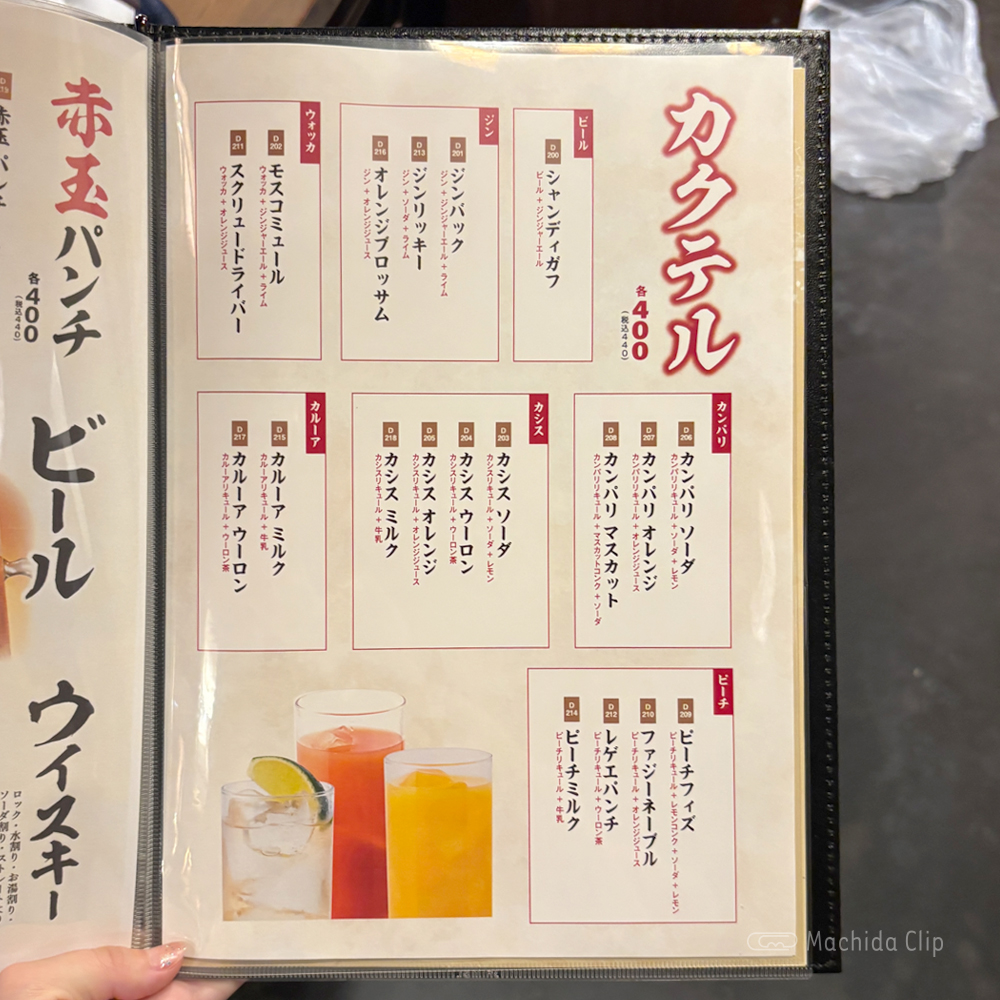 カクテル
各400
(税込440)
ビール
D200
シャンディガフ
ビール+ジンジャーエール
ジン
D201
ジンバック
ジン+ジンジャーエール+ライム
D213
ジンリッキー
ジン+ソーダ+ライム
D216
オレンジブロッサム
ジン+オレンジジュース
ウォッカ
D202
モスコミュール
ウォッカ+ジンジャーエール+ライム
D211
スクリュードライバー
ウォッカ+オレンジジュース
カンパリ
D206
カンパリ ソーダ
カンパリリキュール+ソーダ+レモン
D207
カンパリ オレンジ
カンパリリキュール+オレンジジュース
D208
カンパリ マスカット
カンパリリキュール+マスカットコンク+ソーダ
カシス
D203
カシス ソーダ
カシスリキュール+ソーダ+レモン
D204
カシス ウーロン
カシスリキュール+ウーロン茶
D205
カシス オレンジ
カシスリキュール+オレンジジュース
D218
カシス ミルク
カシスリキュール+牛乳
カルーア
D215
カルーア ミルク
カルーアリキュール+牛乳
D217
カルーア ウーロン
カルーアリキュール+ウーロン茶
ピーチ
D209
ピーチフィズ
ピーチリキュール+レモンコンク+ソーダ+レモン
D210
ファジーネーブル
ピーチリキュール+オレンジジュース
D212
レゲエパンチ
ピーチリキュール+ウーロン茶
D214
ピーチミルク
ピーチリキュール+牛乳
赤玉パンチ
各400
(税込440)
ビール
ウイスキー
ロック・水割り・お湯割り・
Machida Clip